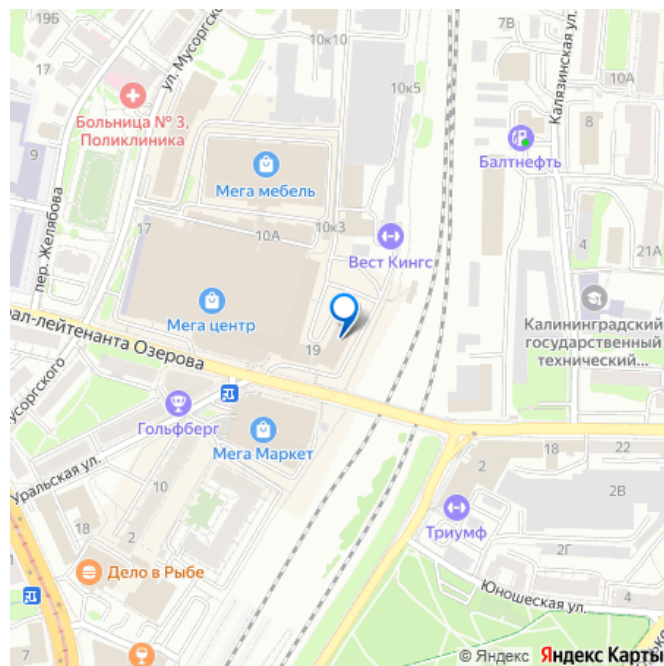 19Б
17
ул. Мусоргского
10к10
10к5
7В
Калязинская ул.
10А
8
Больница № 3,
Поликлиника
9
Балтнефть
Мега мебель
пер. Желябова
17
10А
10к3
Вест Кингс
4
21А
Мега центр
19
Калининградский
государственный
технический...
рал-лейтенанта Озерова
усоргского
Гольфберг
Мега Маркет
Уральская ул.
10
18
2
2
18
22
2В
Триумф
2Г
Дело в Рыбе
Юношеская ул.
4
7
© Яндекс Яндекс Карты